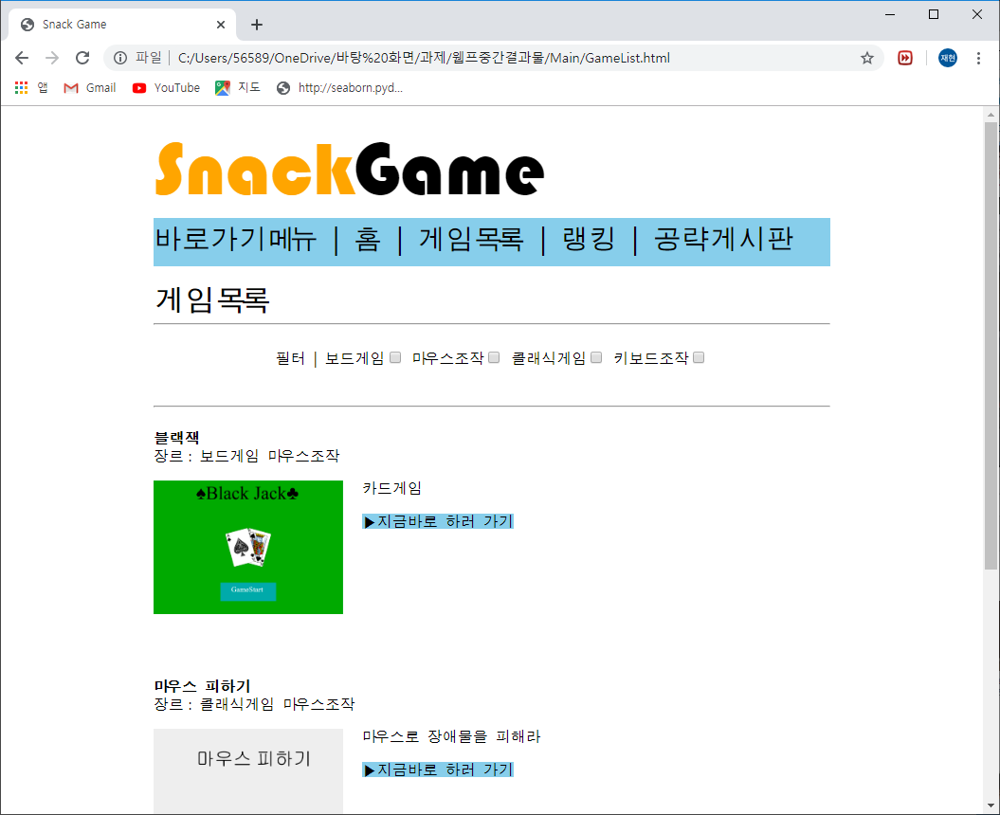 Snack Game
파일 | C:/Users/56589/OneDrive/바탕%20화면/과제/웹프중간결과물/Main/GameList.html
재현
앱 Gmail YouTube 지도 http://seaborn.pyd...
SnackGame
바로가기메뉴 | 홈 | 게임목록 | 랭킹 | 공략게시판
게임목록
필터 | 보드게임 마우스조작 콜래식게임 키보드조작
블랙잭
장르 : 보드게임 마우스조작
♠Black Jack♣
GameStart
카드게임
▶지금바로 하러 가기
마우스 피하기
장르 : 콜래식게임 마우스조작
마우스 피하기
마우스로 장애물을 피해라
▶지금바로 하러 가기